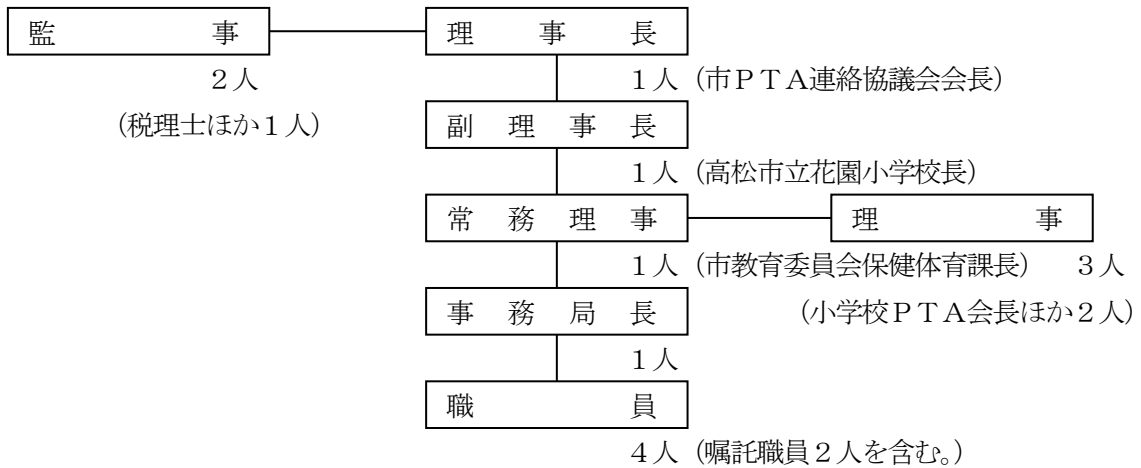 監事 理事長
２人 １人（市ＰＴＡ連絡協議会会長）
（税理士ほか１人） 副理事長
１人（高松市立花園小学校長）
常務理事 理事
１人（市教育委員会保健体育課長） ３人
事務局長 （小学校ＰＴＡ会長ほか２人）
１人
職員
４人（嘱託職員２人を含む。）